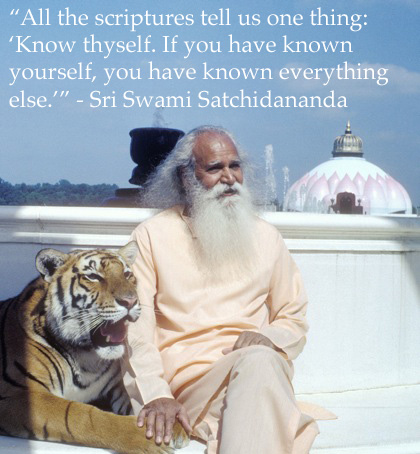 “All the scriptures tell us one thing:
‘Know thyself. If you have known
yourself, you have known everything
else.’” - Sri Swami Satchidananda